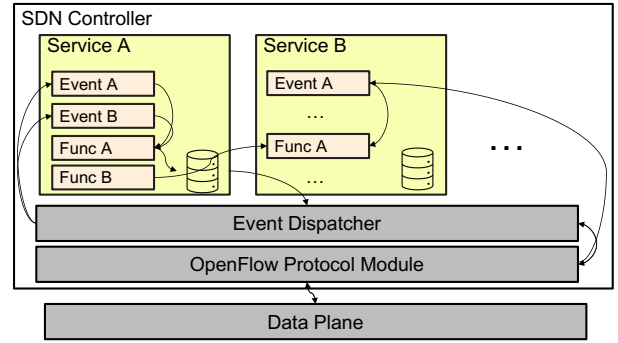 SDN Controller
Service A
Event A
Event B
Func A
Func B
Service B
Event A
...
Func A
...
...
Event Dispatcher
OpenFlow Protocol Module
Data Plane